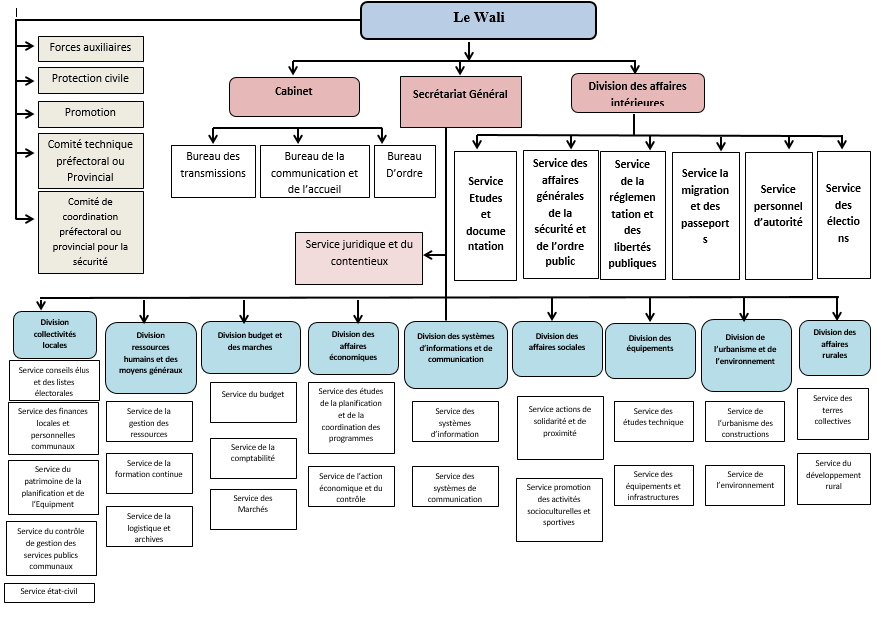 Le Wali
Forces auxiliaires
Protection civile
Promotion
Comité technique
préfectoral ou
Provincial
Comité de
coordination
préfectoral ou
provincial pour la
sécurité
Cabinet
Secrétariat Général
Division des affaires
intérieures
Bureau des
transmissions
Bureau de la
communication et
de l'accueil
Bureau
D'ordre
Service
Etudes
et
docume
ntation
Service des
affaires
générales
de la
sécurité et
de l'ordre
public
Service
de la
réglemen
tation et
des
libertés
publiques
Service la
migration
et des
passeport
s
Service
personnel
d'autorité
Service
des
électio
ns
Service juridique et du
contentieux
Division
collectivités
locales
Service conseils élus
et des listes
électorales
Service des finances
locales et
personnelles
communaux
Service du
patrimoine de la
planification et de
l'Equipment
Service du contrôle
de gestion des
services publics
communaux
Service état-civil
Division
ressources
humains et des
moyens généraux
Service de la
gestion des
ressources
Service de la
formation continue
Service de la
logistique et
archives
Division budget et
des marches
Service du budget
Service de la
comptabilité
Service des
Marchés
Division des
affaires
économiques
Service des études
de la planification
et de la
coordination des
programmes
Service de l'action
économique et du
contrôle
Division des systèmes
d'informations et de
communication
Service des
systèmes
d'information
Service des
systèmes de
communication
Division des
affaires sociales
Service actions de
solidarité et de
proximité
Service promotion
des activités
socioculturelles et
sportives
Division des
équipements
Service des
études technique
Service des
équipements et
infrastructures
Division de
l'urbanisme et de
l'environnement
Service de
l'urbanisme des
constructions
Service de
l'environnement
Division des
affaires
rurales
Service des
terres
collectives
Service du
développement
rural